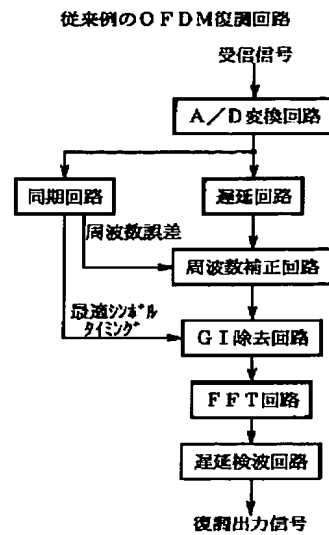 従来例のOFDM復調回路
受信信号
A/D変換回路
同期回路
遅延回路
周波数誤差
周波数補正回路
最適シンボル
タイミング
GI除去回路
FFT回路
遅延検波回路
復調出力信号